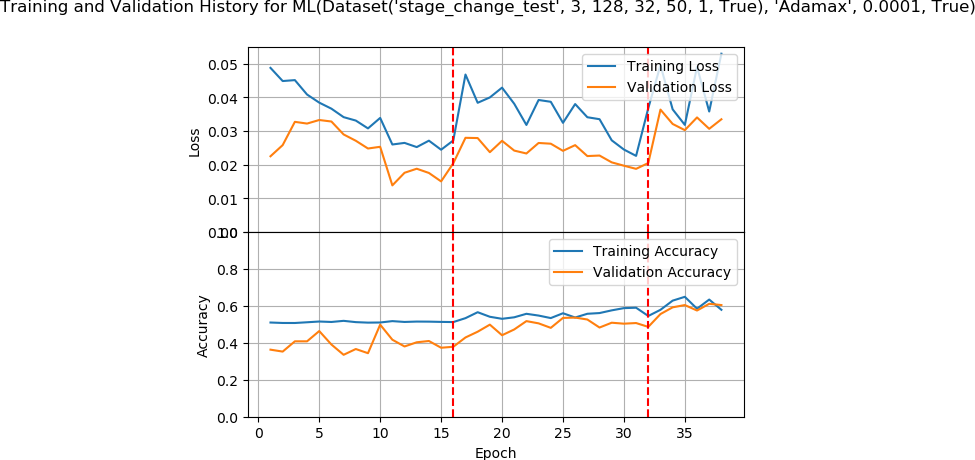 Training and Validation History for ML(Dataset('stage_change_test', 3, 128, 32, 50, 1, True), 'Adamax', 0.0001, True)
0.05
0.04
0.03
0.02
0.01
0.00
Loss
Training Loss
Validation Loss
1.0
0.8
0.6
0.4
0.2
0.0
Accuracy
Training Accuracy
Validation Accuracy
0 5 10 15 20 25 30 35
Epoch